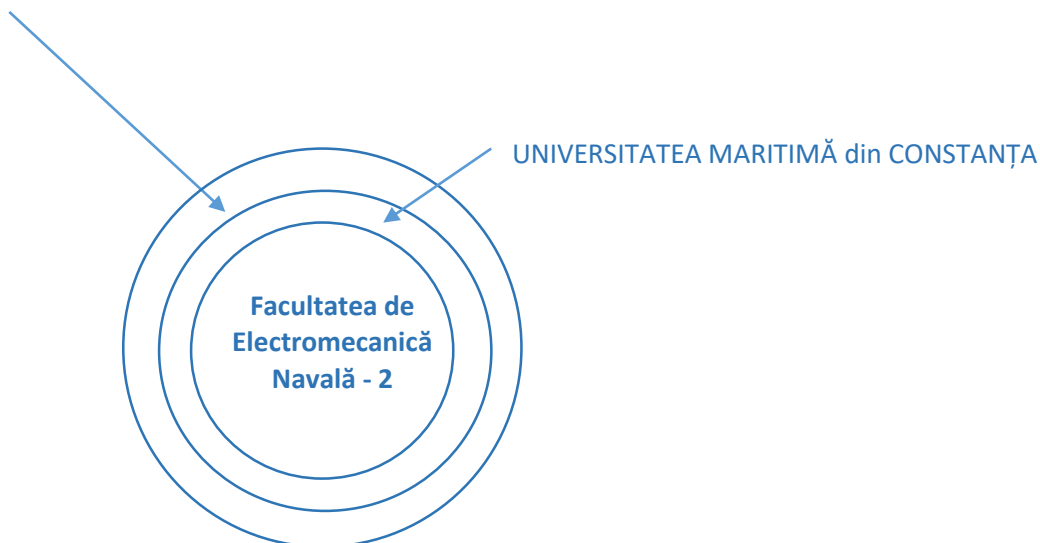 UNIVERSITATEA MARITIMĂ din CONSTANȚA
Facultatea de
Electromecanică
Navală - 2